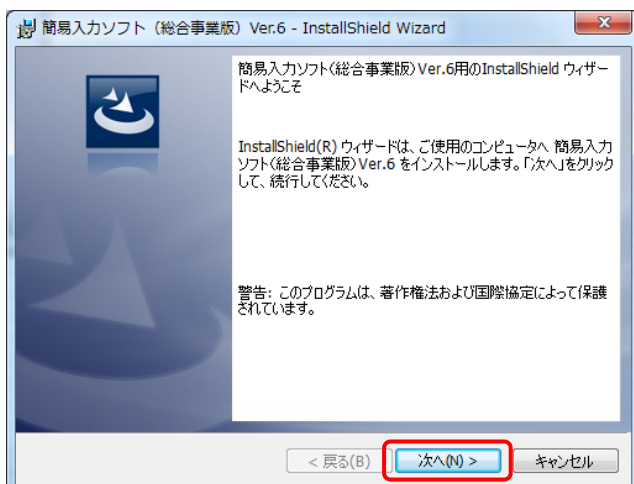 簡易入力ソフト（総合事業版）Ver.6 - InstallShield Wizard
簡易入力ソフト(総合事業版)Ver.6用のInstallShield ウィザー
ドへようこそ
InstallShield(R) ウィザードは、ご使用のコンピュータへ 簡易入力
ソフト(総合事業版)Ver.6 をインストールします。「次へ」をクリック
して、続行してください。
警告: このプログラムは、著作権法および国際協定によって保護
されています。
< 戻る(B)
次へ(N) >
キャンセル